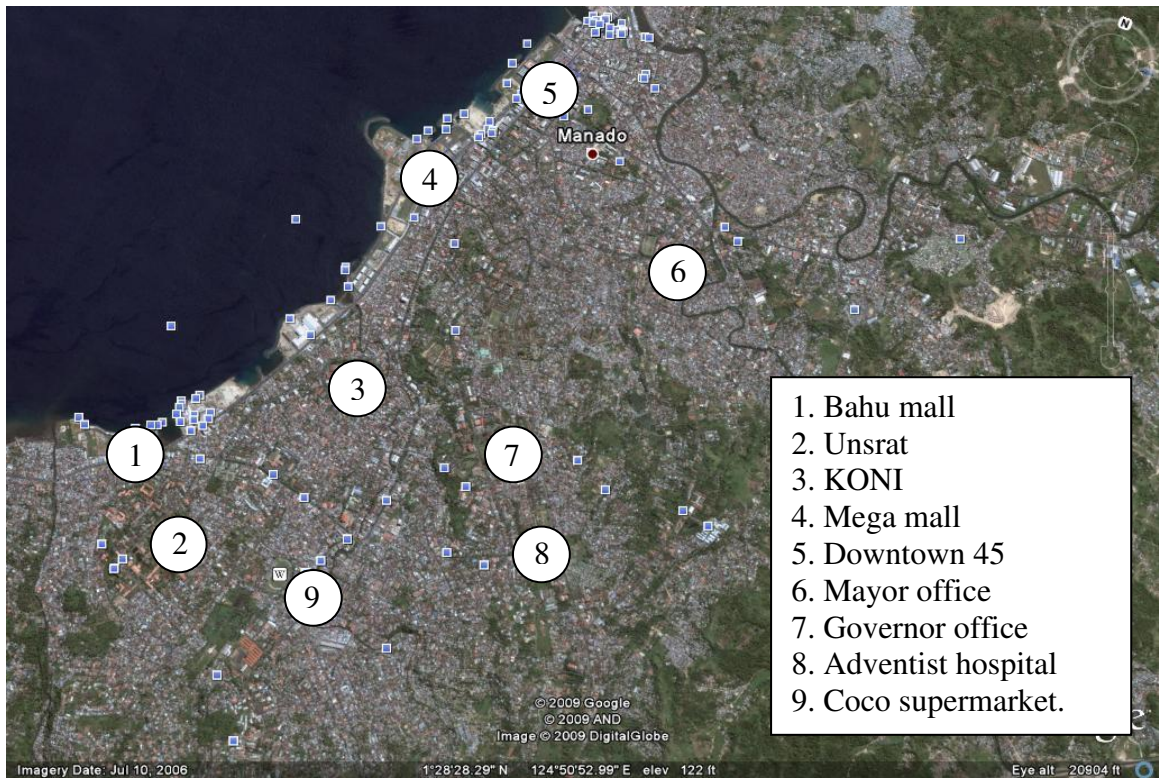 N
5
Manado
4
6
3
1
7
2
8
W
9
1. Bahu mall
2. Unsrat
3. KONI
4. Mega mall
5. Downtown 45
6. Mayor office
7. Governor office
8. Adventist hospital
9. Coco supermarket.
© 2009 Google
© 2009 AND
Image © 2009 DigitalGlobe
Imagery Date: Jul 10, 2006 1°28'28.29" N 124°50'52.99" E elev 122 ft Eye alt 20904 ft